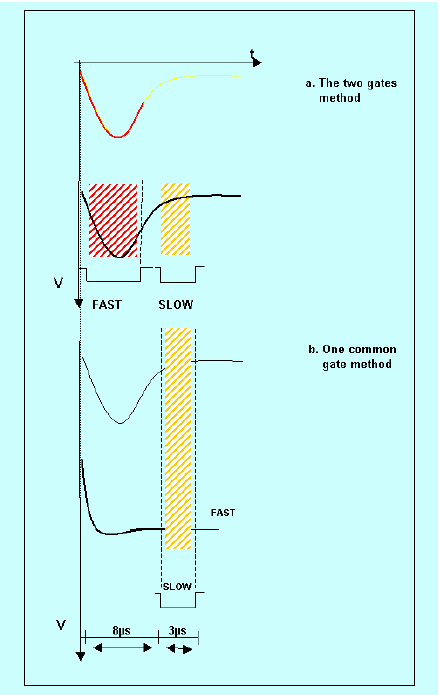 t
a. The two gates
method
V
FAST
SLOW
b. One common
gate method
FAST
SLOW
V
8µs
3µs